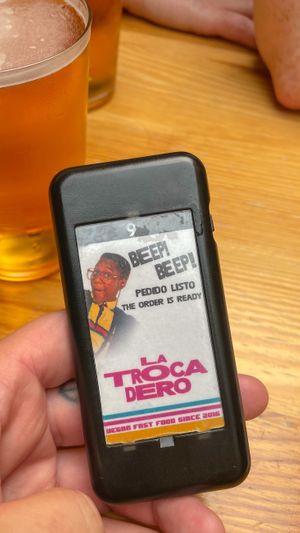 9
BEEP!
BEEP!
PEDIDO LISTO
THE ORDER IS READY
LA
TROCA
DERO
VEGAN FAST FOOD SINCE 2016